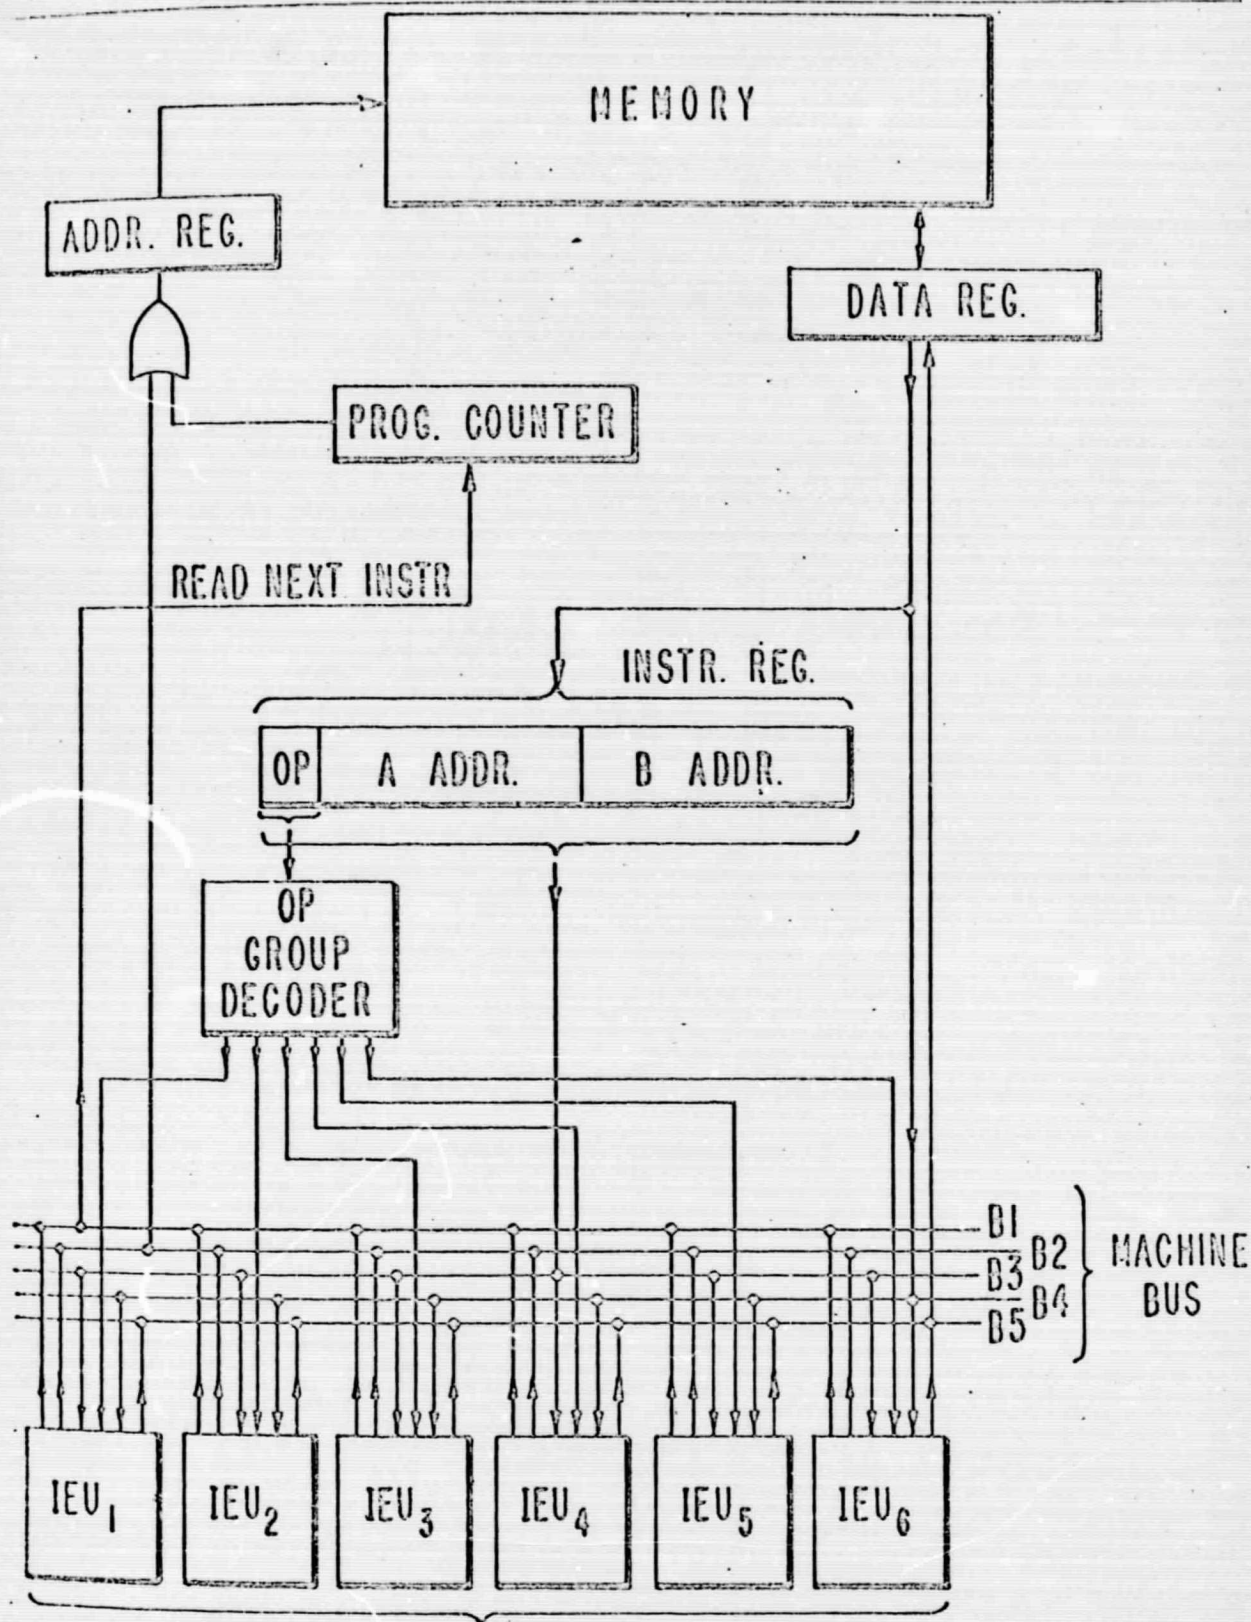 MEMORY
ADDR. REG.
DATA REG.
PROG. COUNTER
READ NEXT INSTR
INSTR. REG.
OP
A ADDR.
B ADDR.
OP
GROUP
DECODER
B1
B2
B3
B4
B5
MACHINE
BUS
IEU1
IEU2
IEU3
IEU4
IEU5
IEU6